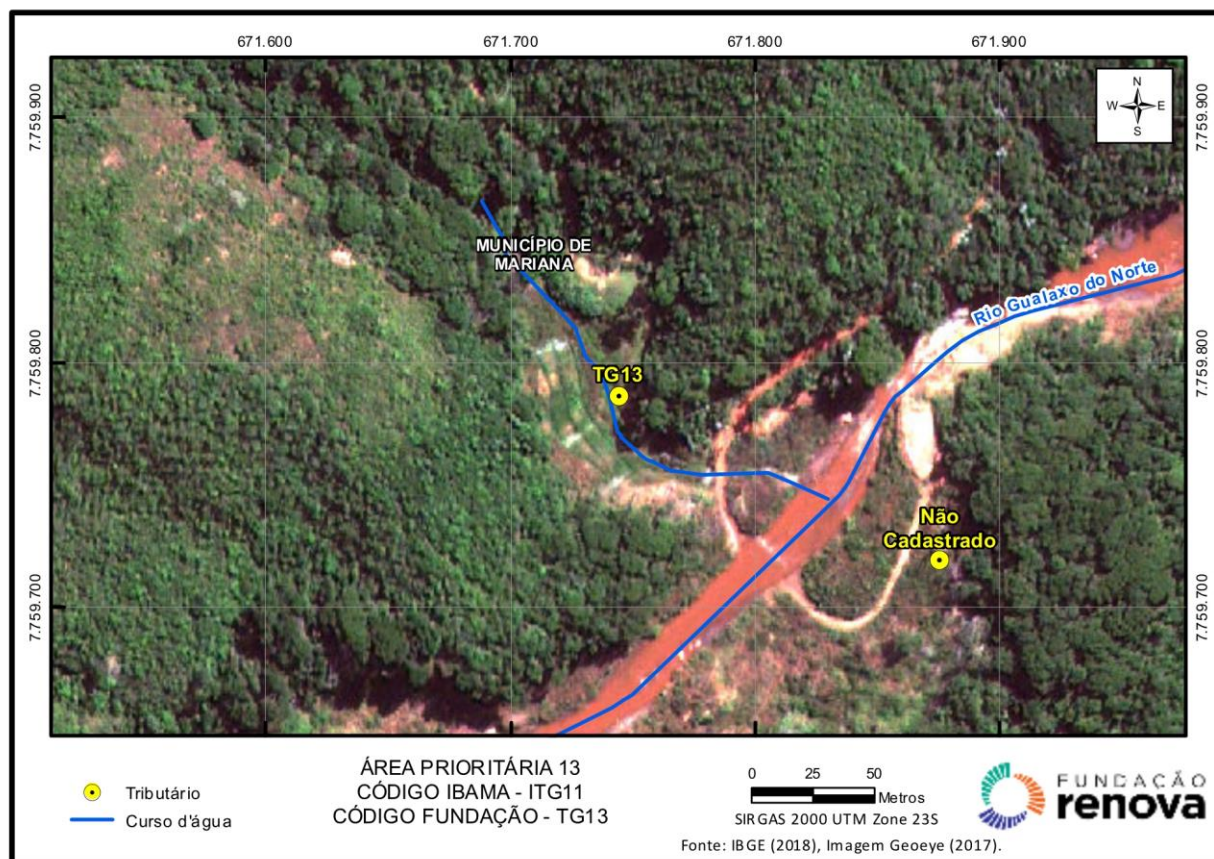 671.600 671.700 671.800 671.900
7.759.900 7.759.900
N
W E
S
MUNICÍPIO DE
MARIANA
Rio Gualaxo do Norte
7.759.800 7.759.800
TG13
Não
Cadastrado
7.759.700 7.759.700
Tributário
Curso d'água
ÁREA PRIORITÁRIA 13
CÓDIGO IBAMA - ITG11
CÓDIGO FUNDAÇÃO - TG13
0 25 50
Metros
SIRGAS 2000 UTM Zone 23S
Fonte: IBGE (2018), Imagem Geoeye (2017).
FUNDAÇÃO
renova